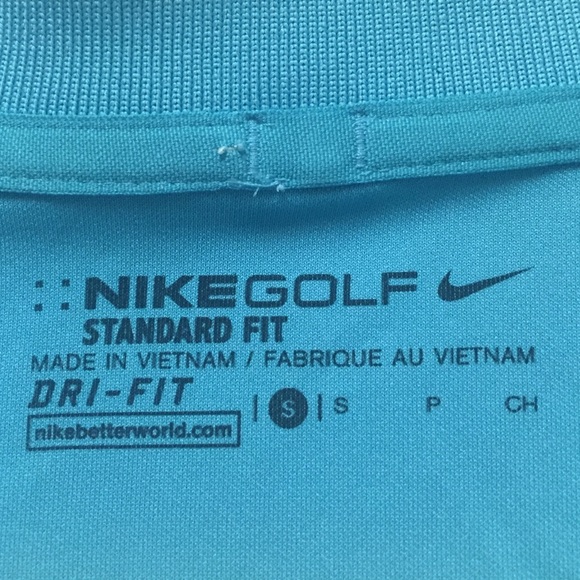 :: NIKEGOLF
STANDARD FIT
MADE IN VIETNAM / FABRIQUE AU VIETNAM
DRI-FIT
| S | S P CH
nikebetterworld.com